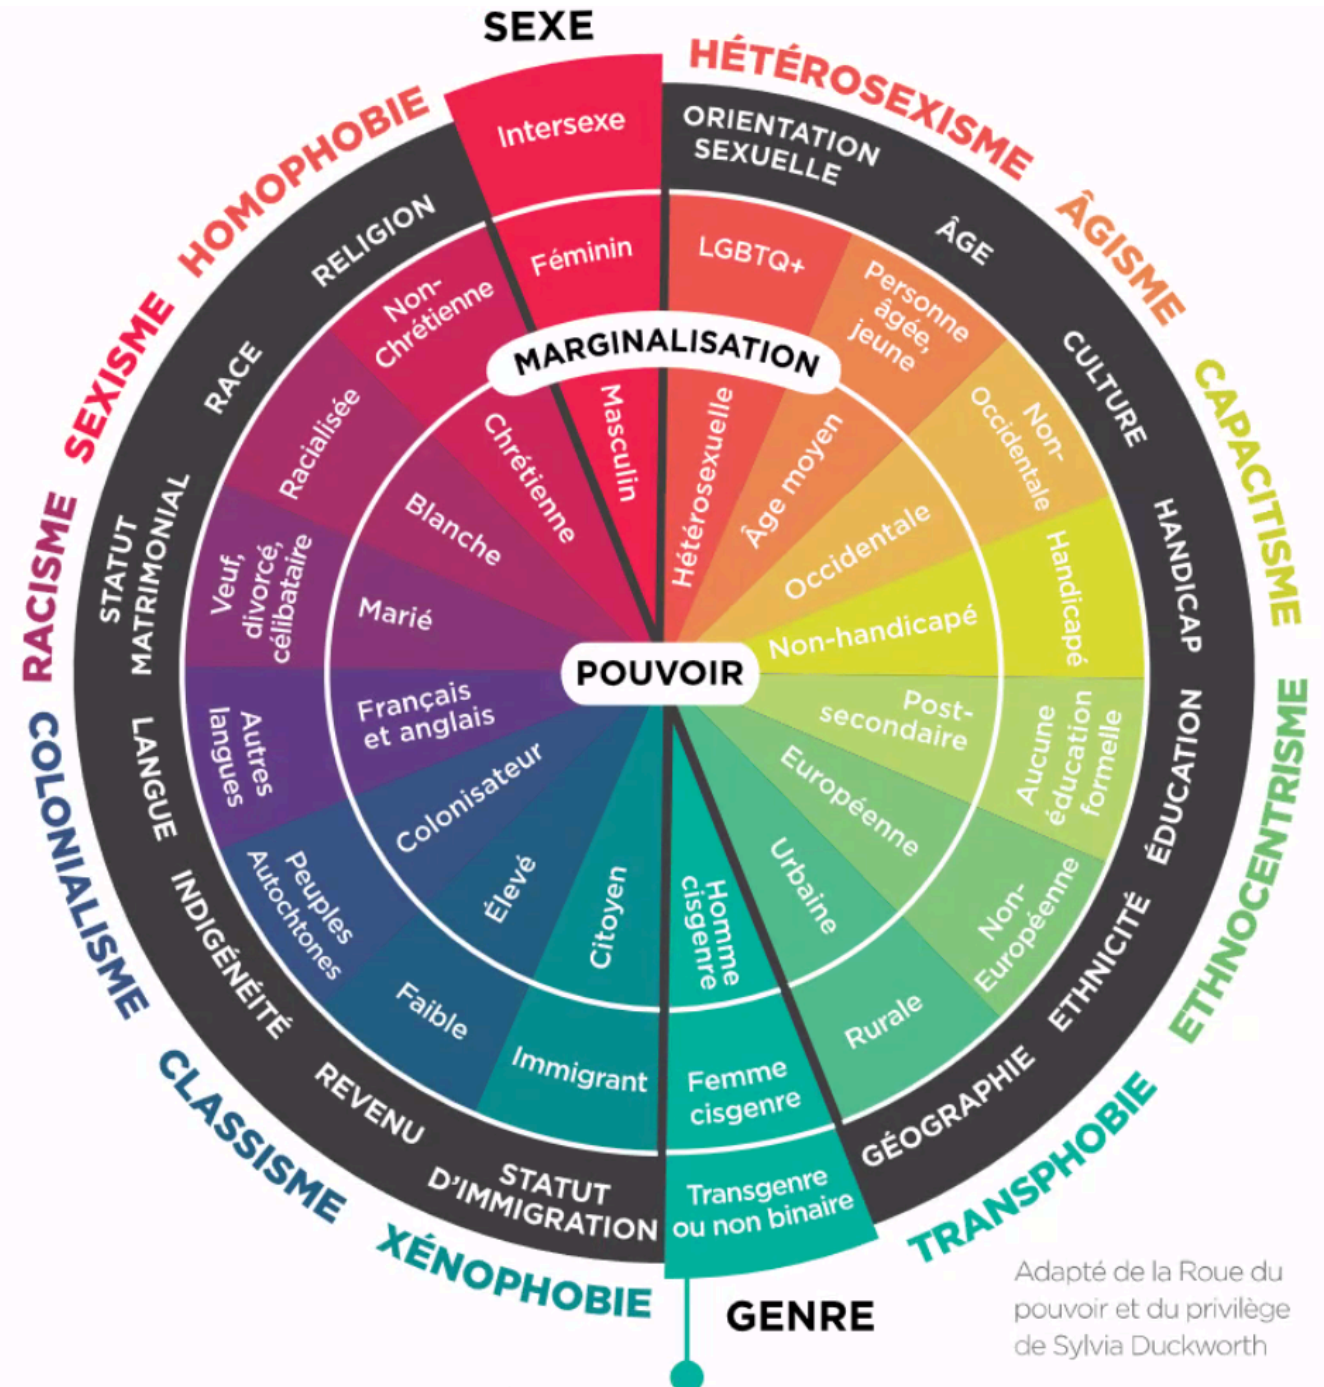 SEXE
HÉTÉROSEXISME
ÂGISME
CAPACITISME
ETHNOCENTRISME
TRANSPHOBIE
XÉNOPHOBIE
CLASSISME
COLONIALISME
RACISME
SEXISME
HOMOPHOBIE
Intersexe
ORIENTATION
SEXUELLE
ÂGE
CULTURE
HANDICAP
ÉDUCATION
ETHNICITÉ
GÉOGRAPHIE
Transgenre
ou non binaire
STATUT
D'IMMIGRATION
REVENU
INDIGÉNÉITÉ
LANGUE
STATUT
MATRIMONIAL
RACE
RELIGION
Féminin
LGBTQ+
Personne
âgée,
jeune
Non-
Occidentale
Handicapé
Aucune
éducation
formelle
Non-
Européenne
Rurale
Femme
cisgenre
Immigrant
Faible
Peuples
Autochtones
Autres
langues
Veuf,
divorcé,
célibataire
Racialisée
Non-
Chrétienne
MARGINALISATION
Masculin
Hétérosexuelle
Âge moyen
Occidentale
Non-handicapé
Post-
secondaire
Européenne
Urbaine
Homme
cisgenre
Citoyen
Élevé
Colonisateur
Français
et anglais
Marié
Blanche
Chrétienne
POUVOIR
GENRE
Adapté de la Roue du
pouvoir et du privilège
de Sylvia Duckworth